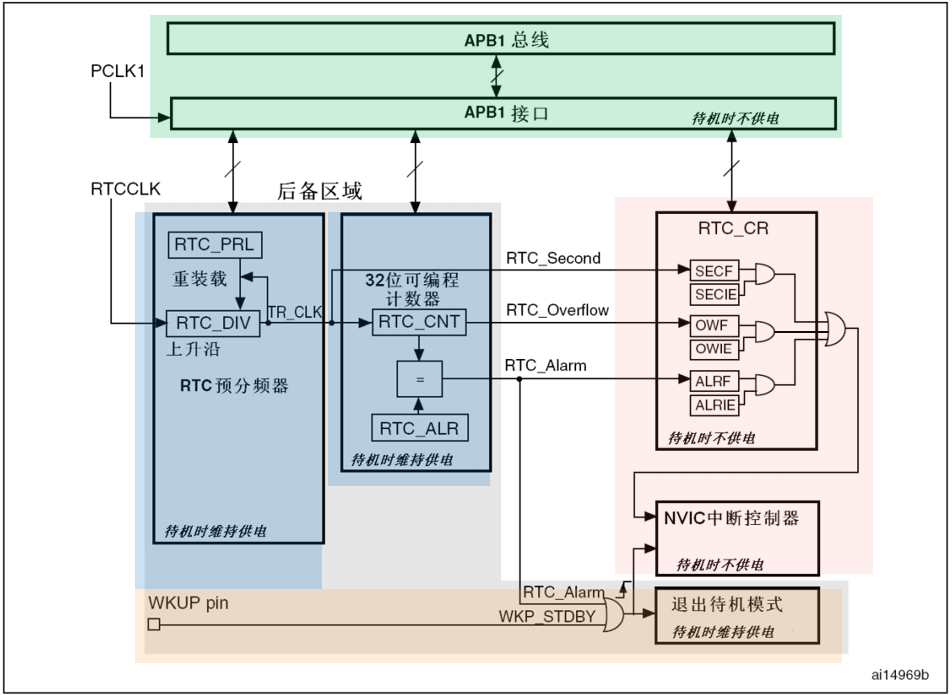 APB1 总线
PCLK1
APB1 接口
待机时不供电
RTCCLK
后备区域
RTC_PRL
重装载
RTC_DIV
TR_CLK
上升沿
RTC预分频器
待机时维持供电
32位可编程
计数器
RTC_CNT
=
RTC_ALR
待机时维持供电
RTC_Second
RTC_Overflow
RTC_Alarm
RTC_CR
SECF
SECIE
OWF
OWIE
ALRF
ALRIE
待机时不供电
NVIC中断控制器
待机时不供电
WKUP pin
RTC_Alarm
WKP_STDBY
退出待机模式
待机时维持供电
ai14969b